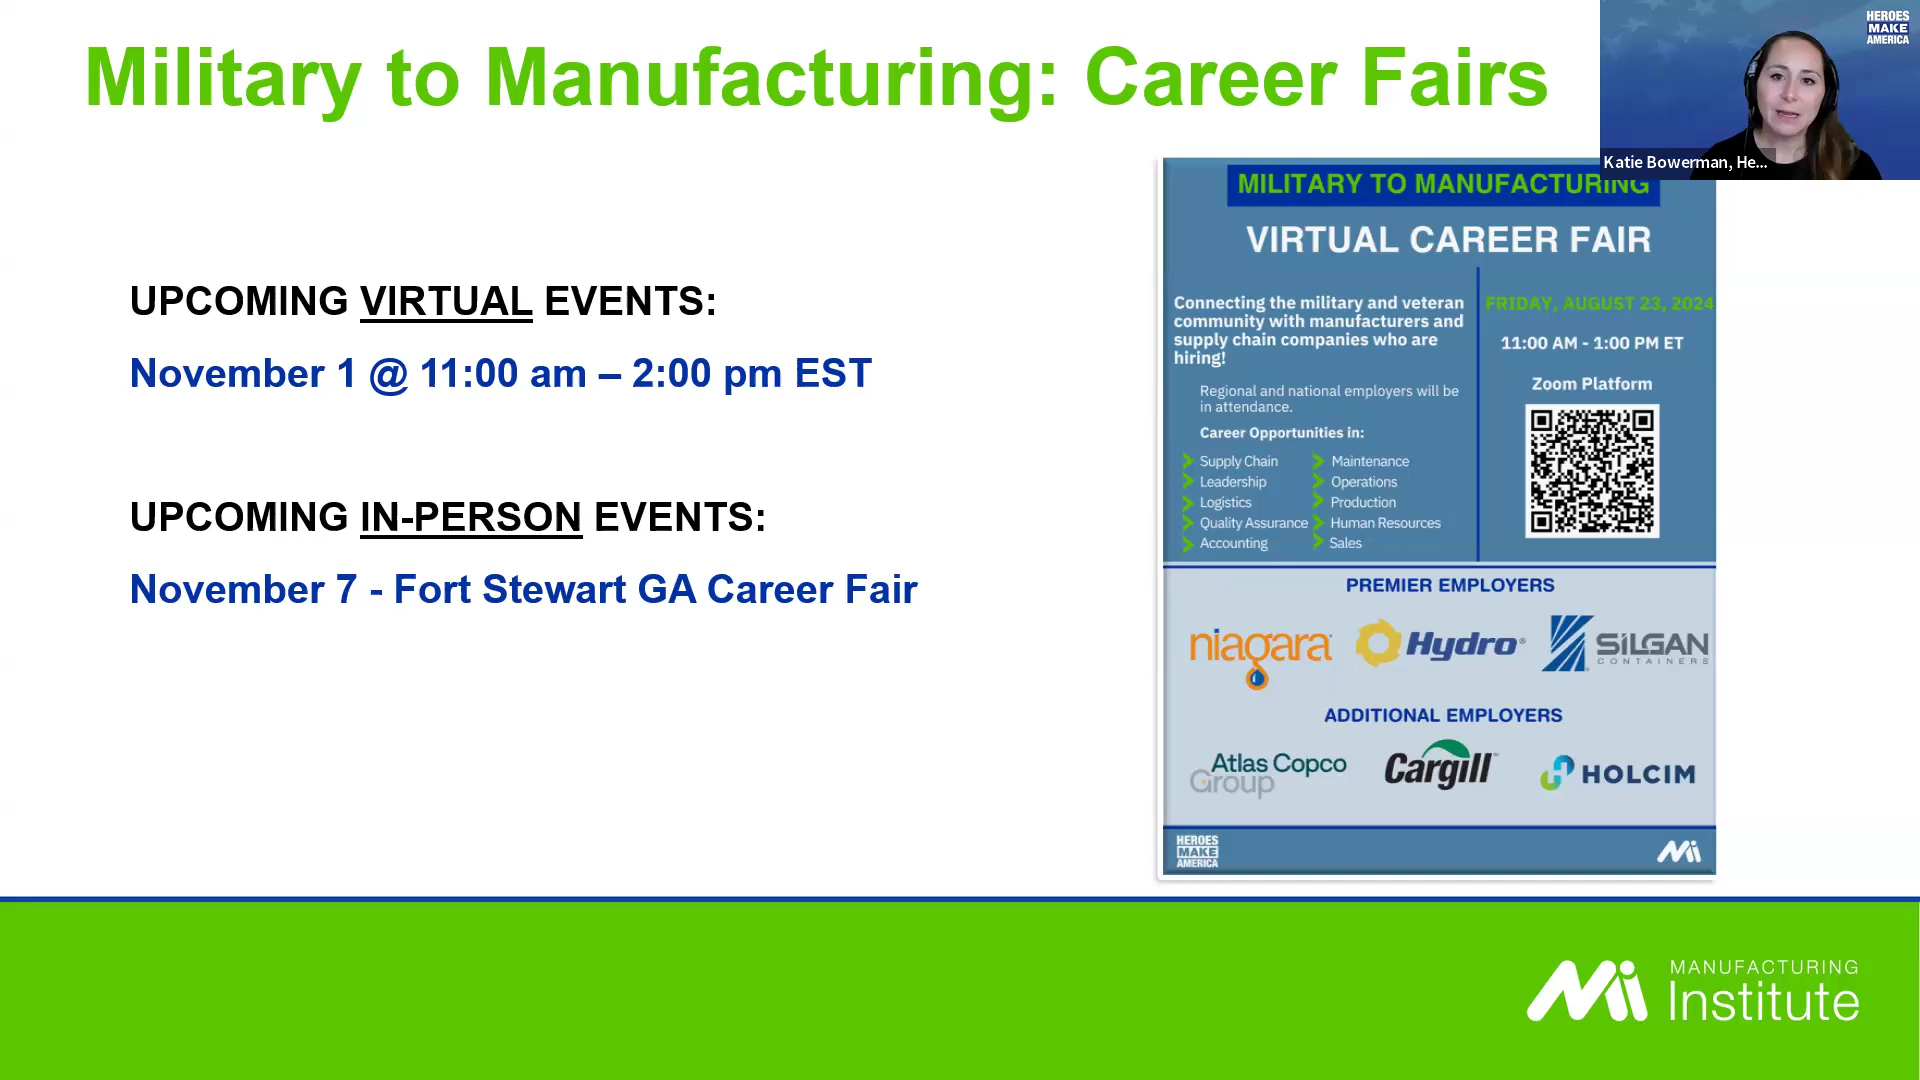 Military to Manufacturing: Career Fairs
HEROES
MAKE
AMERICA
Katie Bowerman, He...
UPCOMING VIRTUAL EVENTS:
November 1 @ 11:00 am – 2:00 pm EST
UPCOMING IN-PERSON EVENTS:
November 7 - Fort Stewart GA Career Fair
MILITARY TO MANUFACTURING
VIRTUAL CAREER FAIR
Connecting the military and veteran
community with manufacturers and
supply chain companies who are
hiring!
Regional and national employers will be
in attendance.
Career Opportunities in:
Supply Chain
Leadership
Logistics
Quality Assurance
Accounting
Maintenance
Operations
Production
Human Resources
Sales
FRIDAY, AUGUST 23, 2024
11:00 AM - 1:00 PM ET
Zoom Platform
PREMIER EMPLOYERS
niagara
Hydro®
SILGAN
CONTAINERS
ADDITIONAL EMPLOYERS
Atlas Copco
Group
Cargill™
HOLCIM
HEROES
MAKE
AMERICA
Mi
Mi
MANUFACTURING
Institute